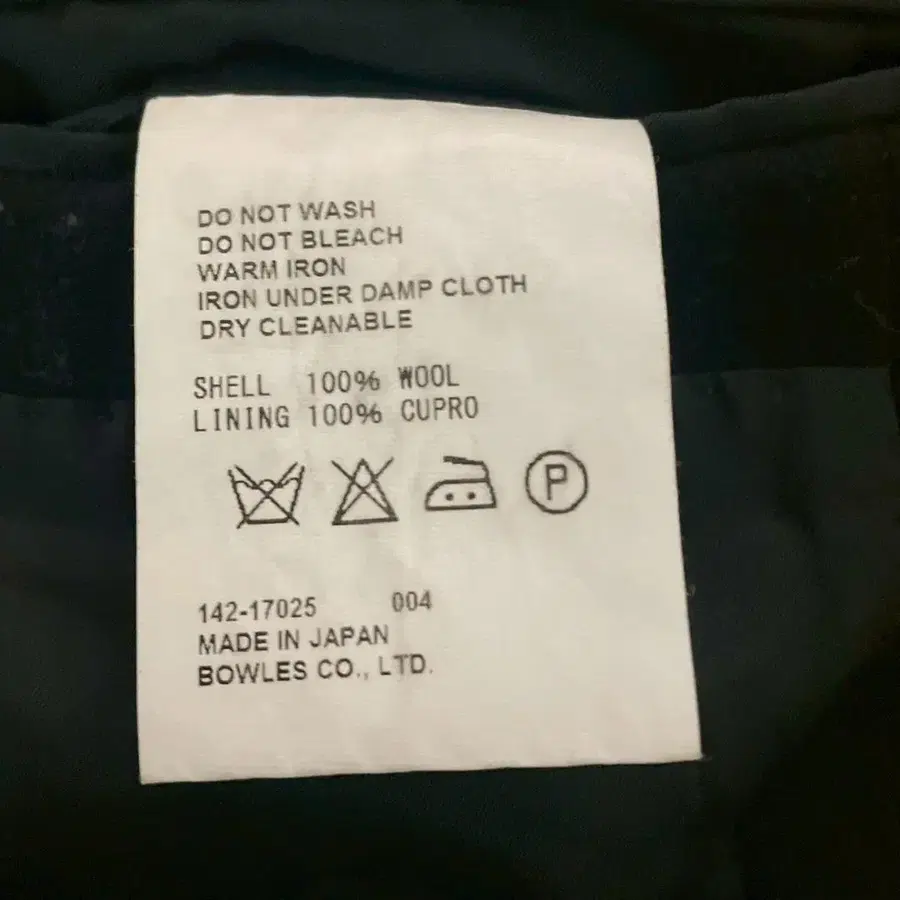 DO NOT WASH
DO NOT BLEACH
WARM IRON
IRON UNDER DAMP CLOTH
DRY CLEANABLE
SHELL 100% WOOL
LINING 100% CUPRO
P
142-17025 004
MADE IN JAPAN
BOWLES CO., LTD.